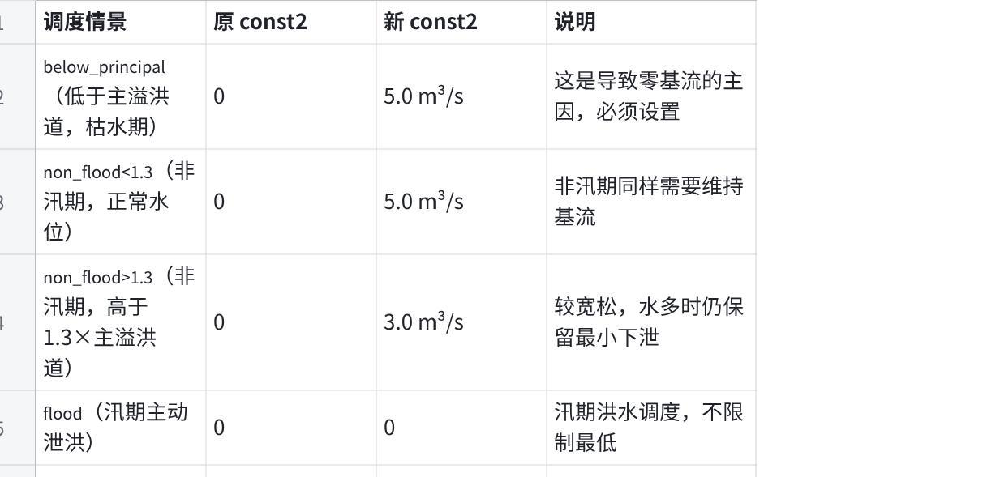 1
调度情景
原 const2
新 const2
说明
2
below_principal
（低于主溢洪
道，枯水期）
0
5.0 m³/s
这是导致零基流的主
因，必须设置
3
non_flood<1.3（非
汛期，正常水
位）
0
5.0 m³/s
非汛期同样需要维持
基流
4
non_flood>1.3（非
汛期，高于
1.3×主溢洪
道）
0
3.0 m³/s
较宽松，水多时仍保
留最小下泄
5
flood（汛期主动
泄洪）
0
0
汛期洪水调度，不限
制最低